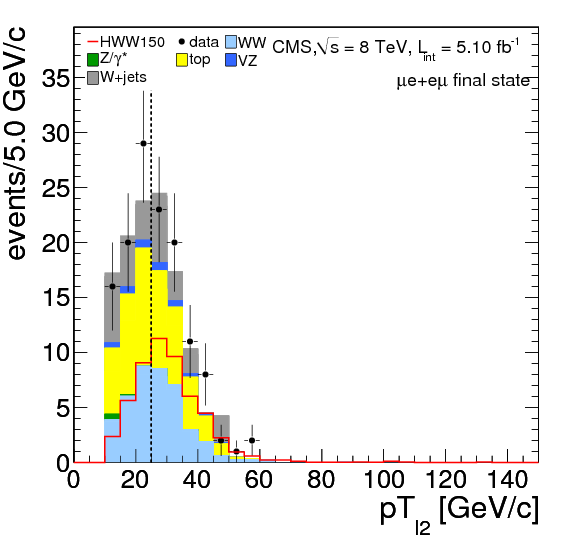 HWW150 data WW CMS,√s = 8 TeV, L_int = 5.10 fb⁻¹
Z/γ* top VZ
W+jets μe+eμ final state
events/5.0 GeV/c
35
30
25
20
15
10
5
0
0 20 40 60 80 100 120 140
pT_l2 [GeV/c]